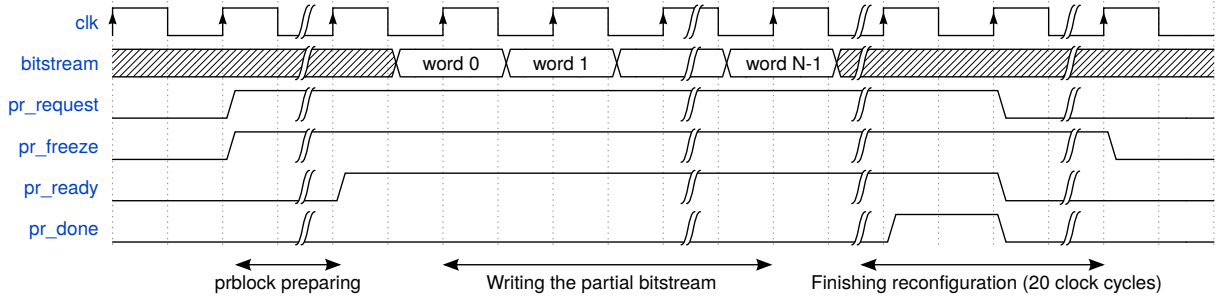 clk
bitstream word 0 word 1 word N-1
pr_request
pr_freeze
pr_ready
pr_done
prblock preparing Writing the partial bitstream Finishing reconfiguration (20 clock cycles)